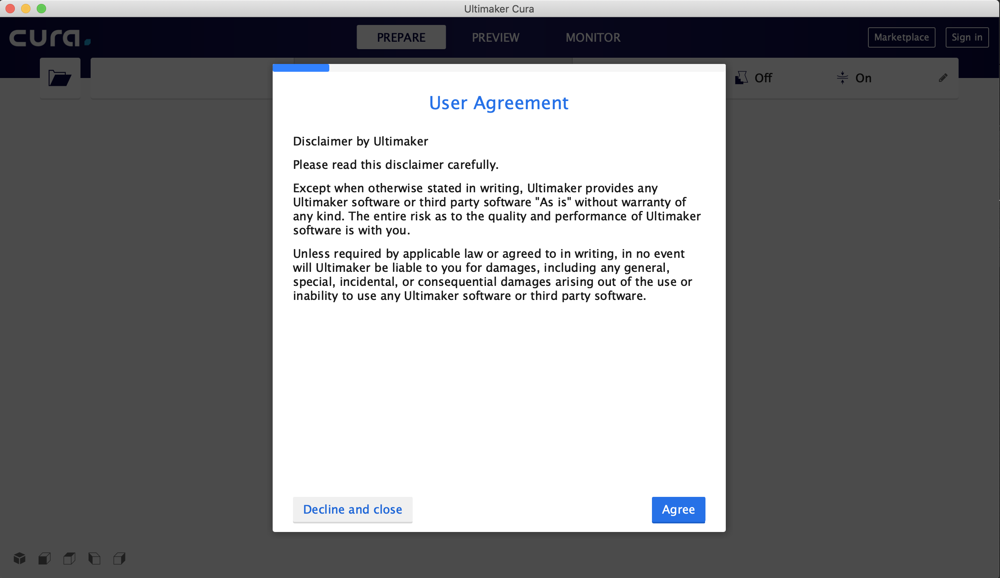 Ultimaker Cura
cura.
PREPARE
PREVIEW
MONITOR
Marketplace
Sign in
Off
On
User Agreement
Disclaimer by Ultimaker
Please read this disclaimer carefully.
Except when otherwise stated in writing, Ultimaker provides any
Ultimaker software or third party software "As is" without warranty of
any kind. The entire risk as to the quality and performance of Ultimaker
software is with you.
Unless required by applicable law or agreed to in writing, in no event
will Ultimaker be liable to you for damages, including any general,
special, incidental, or consequential damages arising out of the use or
inability to use any Ultimaker software or third party software.
Decline and close
Agree